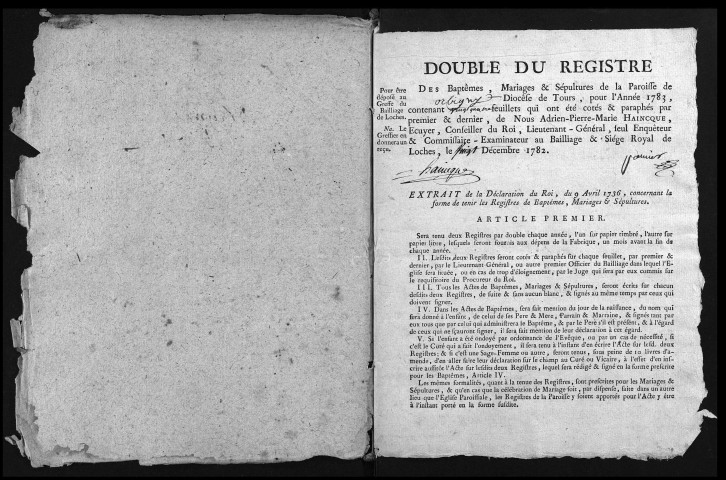 DOUBLE DU REGISTRE
Pour être
déposé au
Greffe du
Bailliage
de Loches.
Na. Le
Greffier en
donnera un
reçu.
DES Baptêmes, Mariages & Sépultures de la Paroisse de
orbigny Diocèse de Tours, pour l'Année 1783,
contenant feuillets qui ont été cotés & paraphés par
premier & dernier, de Nous Adrien-Pierre-Marie HAINCQUE,
Ecuyer, Conseiller du Roi, Lieutenant-Général, seul Enquêteur
& Commissaire-Examinateur au Bailliage & Siége Royal de
Loches, le Décembre 1782.
haincque
EXTRAIT de la Déclaration du Roi, du 9 Avril 1736, concernant la
forme de tenir les Registres de Baptêmes, Mariages & Sépultures.
ARTICLE PREMIER.
Sera tenu deux Registres par double chaque année, l'un sur papier timbré, l'autre sur
papier libre, lesquels seront fournis aux dépens de la Fabrique, un mois avant la fin de
chaque année.
II. Lesdits deux Registres seront cotés & paraphés sur chaque feuillet, par premier &
dernier, par le Lieutenant-Général, ou autre premier Officier du Bailliage dans lequel l'E-
glise sera située, ou en cas de trop d'éloignement, par le Juge qui sera par eux commis sur
le requisitoire du Procureur du Roi.
III. Tous les Actes de Baptêmes, Mariages & Sépultures, seront écrits sur chacun
desdits deux Registres, de suite & sans aucun blanc, & signés au même temps par ceux qui
doivent signer.
IV. Dans les Actes de Baptêmes, sera fait mention du jour de la naissance, du nom qui
sera donné à l'enfant, de celui de ses Pere & Mere, Parrain & Marraine, & signés tant par
eux tous que par celui qui administrera le Baptême, & par le Pere s'il est présent, & à l'égard
de ceux qui ne sçauront signer, il sera fait mention de leur déclaration à cet égard.
V. Si l'enfant a été ondoyé par ordonnance de l'Evêque, ou par un cas de nécessité, si
c'est le Curé qui a fait l'ondoyement, il sera tenu à l'instant d'en écrire l'Acte sur lesd. deux
Registres; & si c'est une Sage-Femme ou autre, seront tenus, sous peine de 10 livres d'a-
mende, d'en aller faire leur déclaration sur le champ au Curé ou Vicaire, à l'effet d'en ins-
crire aussitôt l'Acte sur lesdits deux Registres, lequel sera rédigé & signé en la forme prescrite
pour les Baptêmes, Article IV.
Les mêmes formalités, quant à la tenue des Registres, sont prescrites pour les Mariages &
Sépultures, & qu'en cas que la célébration de Mariage soit, par dispense, faite dans un autre
lieu que l'Eglise Paroissiale, les Registres de la Paroisse y soient apportés pour l'Acte y être
à l'instant porté en la forme susdite.